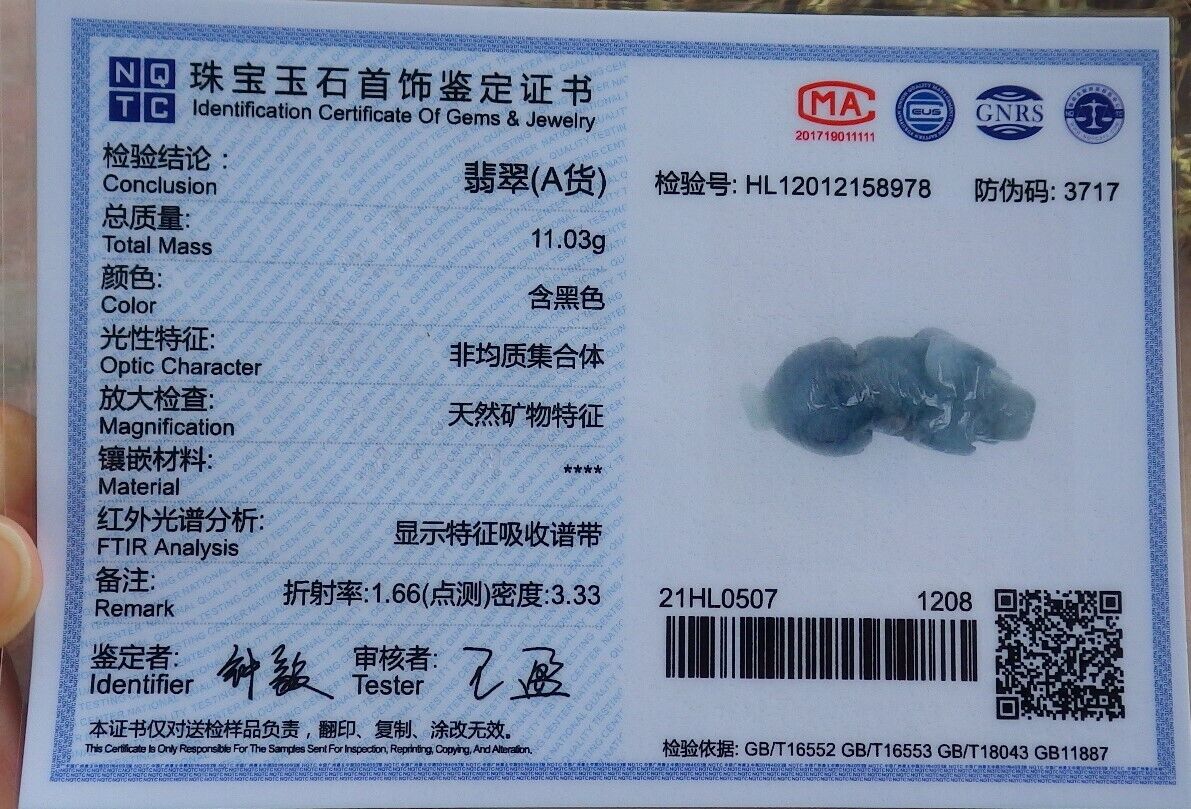 NQ
TC
珠宝玉石首饰鉴定证书
Identification Certificate Of Gems & Jewelry
检验结论：
Conclusion
翡翠(A货)
总质量:
Total Mass
11.03g
颜色:
Color
含黑色
光性特征:
Optic Character
非均质集合体
放大检查:
Magnification
天然矿物特征
镶嵌材料:
Material
****
红外光谱分析:
FTIR Analysis
显示特征吸收谱带
备注:
Remark
折射率:1.66(点测)密度:3.33
鉴定者:
Identifier
审核者:
Tester
本证书仅对送检样品负责，翻印、复制、涂改无效。
This Certificate Is Only Responsible For The Samples Sent For Inspection, Reprinting, Copying, And Alteration.
MA
201719011111
GNRS
检验号: HL12012158978 防伪码: 3717
21HL0507 1208
检验依据: GB/T16552 GB/T16553 GB/T18043 GB11887